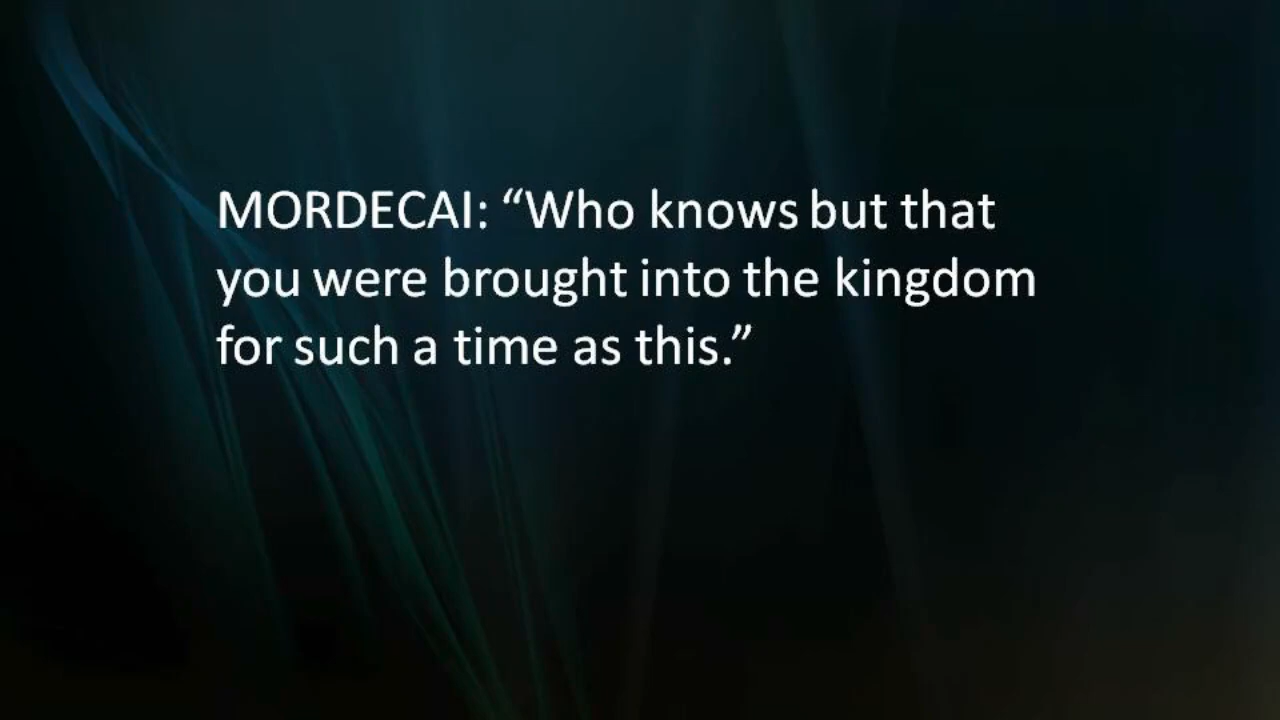 MORDECAI: “Who knows but that
you were brought into the kingdom
for such a time as this.”